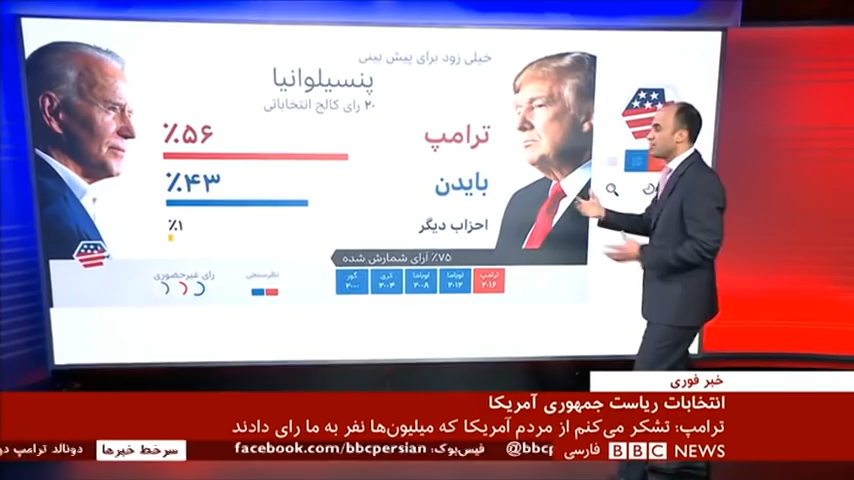 خیلی زود برای پیش بینی
پنسیلوانیا
۲۰ رای کالج انتخاباتی
ترامپ ٪۵۶
بایدن ٪۴۳
احزاب دیگر ٪۱
٪۷۵ آرای شمارش شده
ترامپ ۲۰۱۶
اوباما ۲۰۱۲
اوباما ۲۰۰۸
کری ۲۰۰۴
گور ۲۰۰۰
نظرسنجی
رای غیرحضوری
خبر فوری
انتخابات ریاست جمهوری آمریکا
ترامپ: تشکر می‌کنم از مردم آمریکا که میلیون‌ها نفر به ما رای دادند
BBC NEWS فارسی
@bbcp فیس‌بوک: facebook.com/bbcpersian
سرخط خبرها
دونالد ترامپ